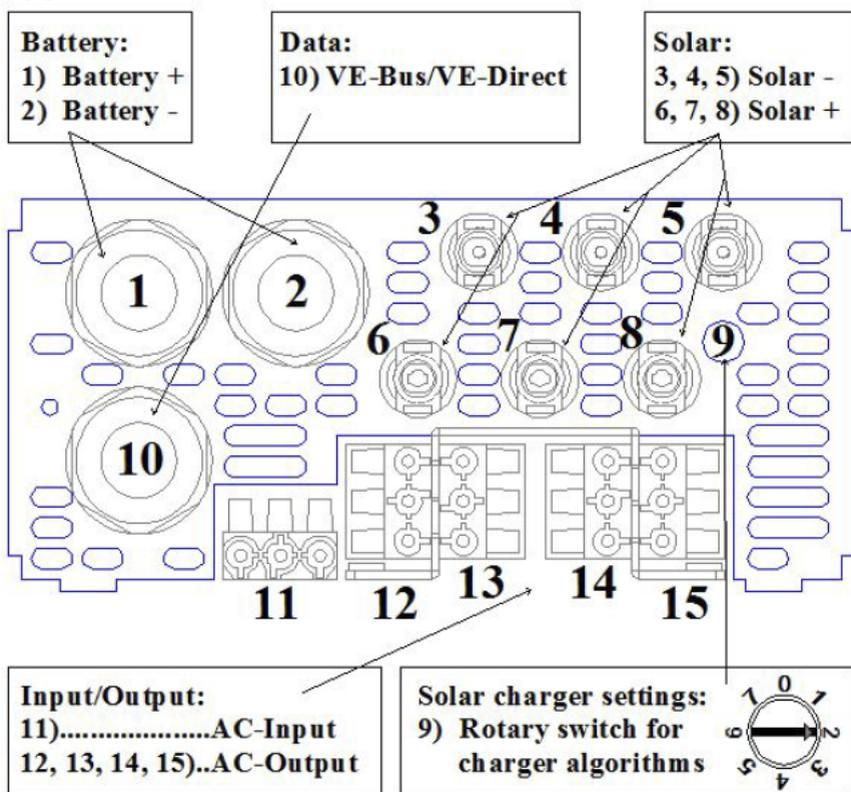 Battery:
1) Battery +
2) Battery -
Data:
10) VE-Bus/VE-Direct
Solar:
3, 4, 5) Solar -
6, 7, 8) Solar +
3 4 5
1 2
6 7 8 9
10
11 12 13 14 15
Input/Output:
11)....................AC-Input
12, 13, 14, 15)..AC-Output
Solar charger settings:
9) Rotary switch for
charger algorithms
0 1 2 3 4 5 6 7